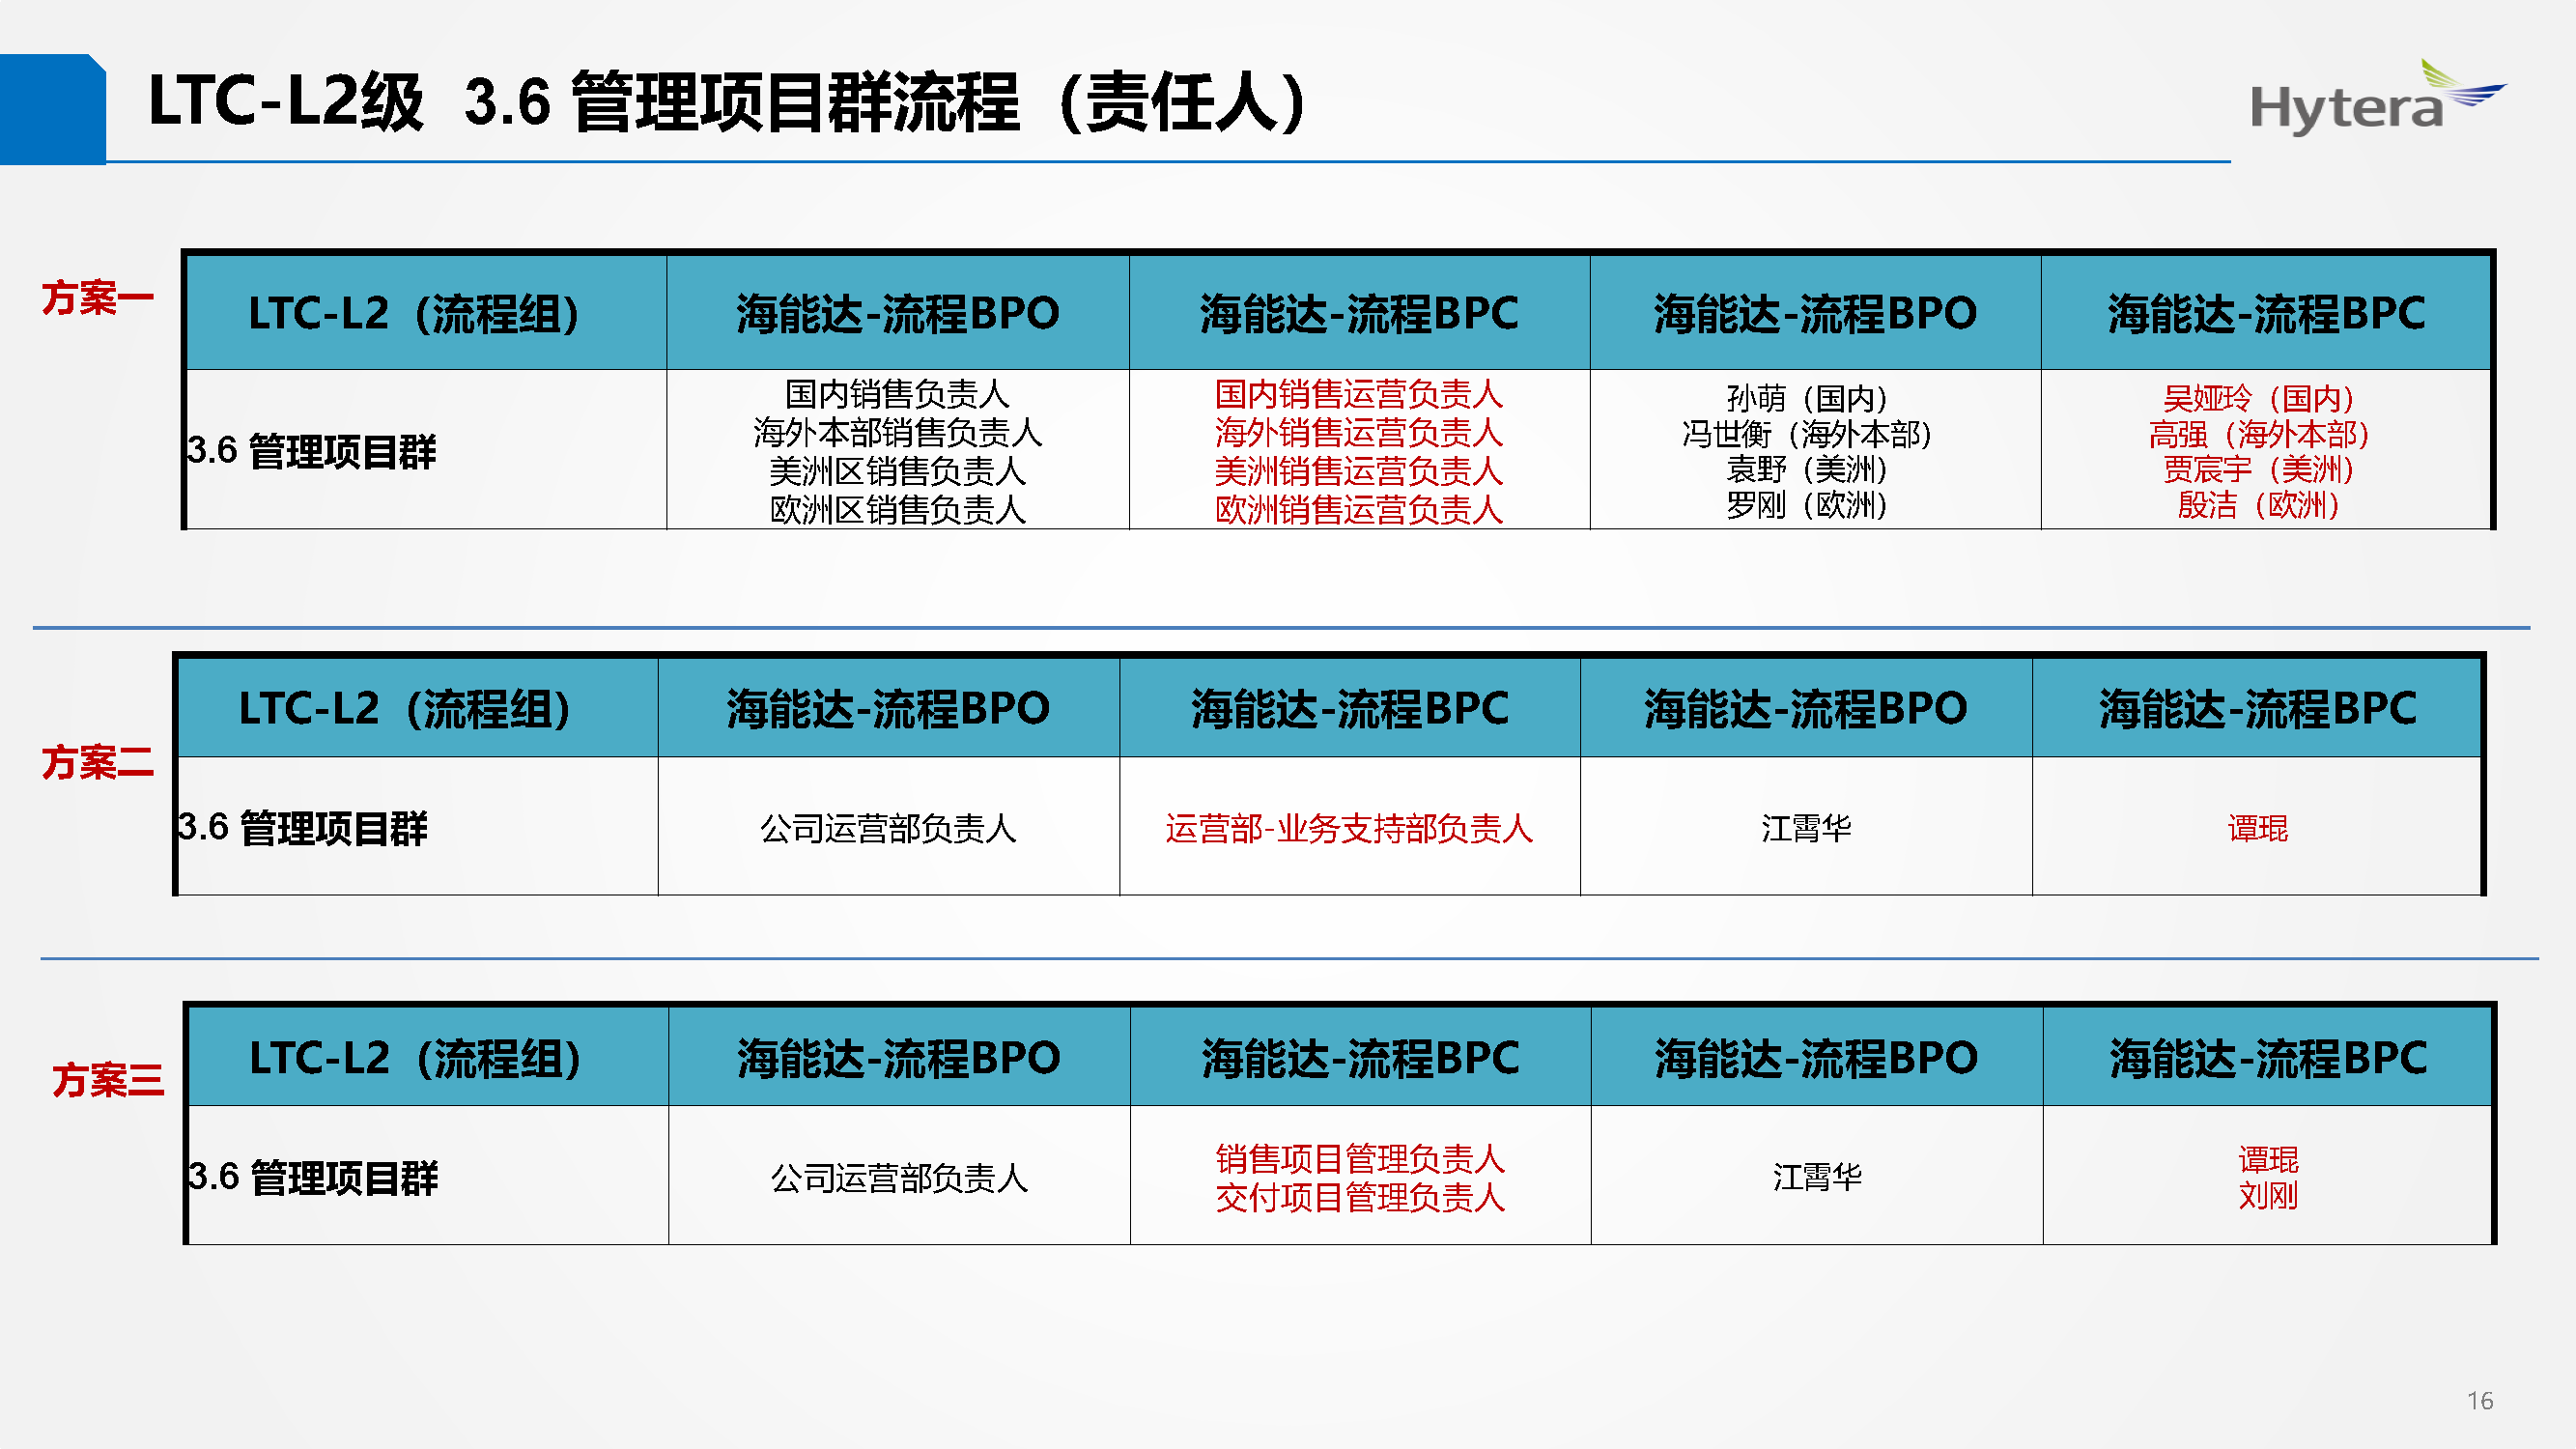 LTC-L2级 3.6 管理项目群流程（责任人）
Hytera
方案一
LTC-L2（流程组） 海能达-流程BPO 海能达-流程BPC 海能达-流程BPO 海能达-流程BPC
3.6 管理项目群
国内销售负责人
海外本部销售负责人
美洲区销售负责人
欧洲区销售负责人
国内销售运营负责人
海外销售运营负责人
美洲销售运营负责人
欧洲销售运营负责人
孙萌（国内）
冯世衡（海外本部）
袁野（美洲）
罗刚（欧洲）
吴娅玲（国内）
高强（海外本部）
贾宸宇（美洲）
殷洁（欧洲）
方案二
LTC-L2（流程组） 海能达-流程BPO 海能达-流程BPC 海能达-流程BPO 海能达-流程BPC
3.6 管理项目群 公司运营部负责人 运营部-业务支持部负责人 江霄华 谭琨
方案三
LTC-L2（流程组） 海能达-流程BPO 海能达-流程BPC 海能达-流程BPO 海能达-流程BPC
3.6 管理项目群
公司运营部负责人
销售项目管理负责人
交付项目管理负责人
江霄华
谭琨
刘刚
16